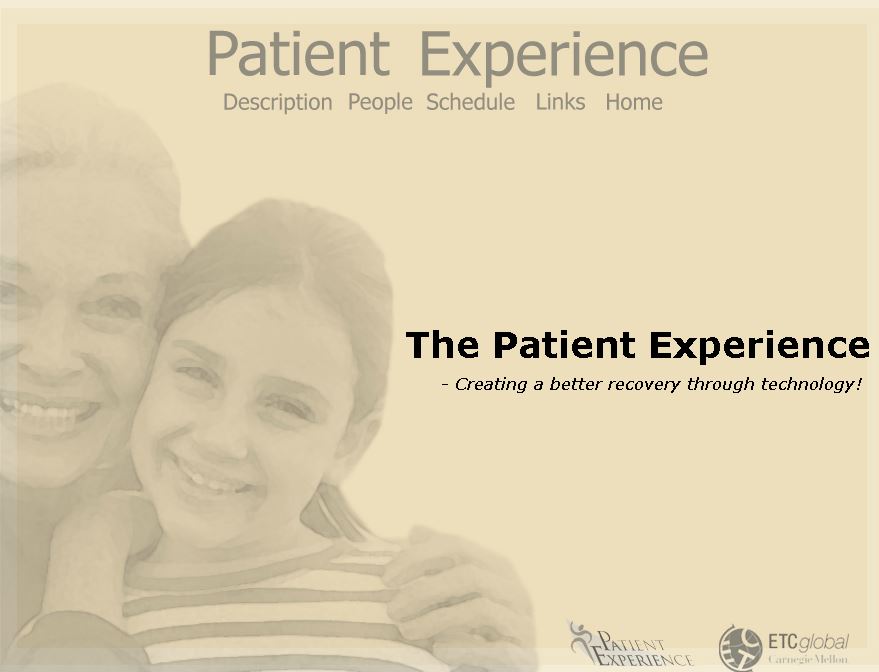 Patient Experience
Description People Schedule Links Home
The Patient Experience
- Creating a better recovery through technology!
PATIENT
EXPERIENCE
ETCglobal
Carnegie Mellon